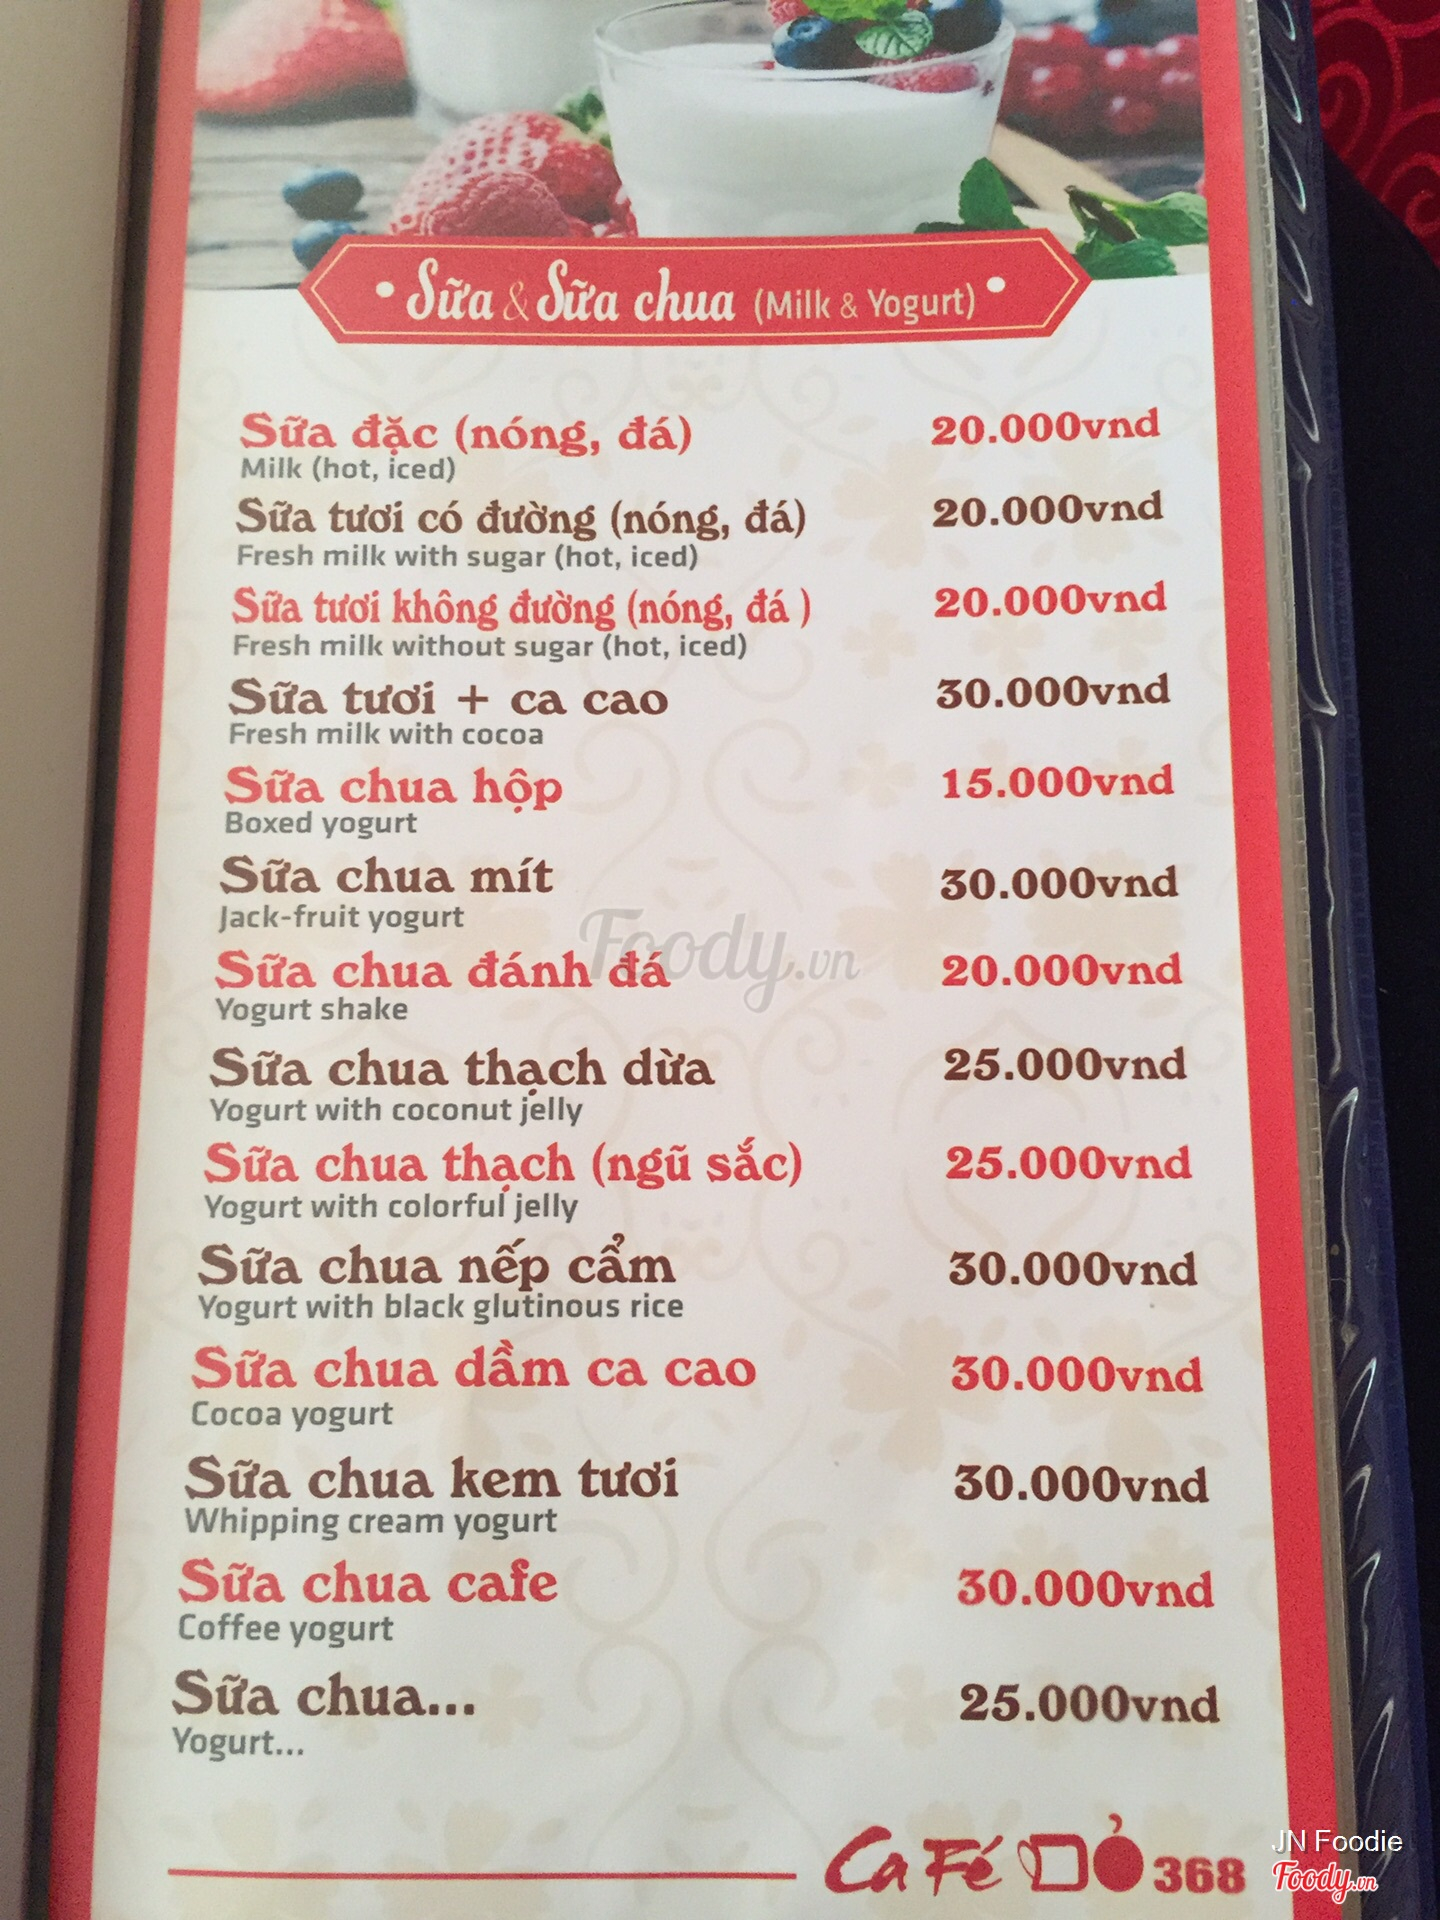 Sữa & Sữa chua (Milk & Yogurt)
Sữa đặc (nóng, đá) 20.000vnd
Milk (hot, iced)
Sữa tươi có đường (nóng, đá) 20.000vnd
Fresh milk with sugar (hot, iced)
Sữa tươi không đường (nóng, đá ) 20.000vnd
Fresh milk without sugar (hot, iced)
Sữa tươi + ca cao 30.000vnd
Fresh milk with cocoa
Sữa chua hộp 15.000vnd
Boxed yogurt
Sữa chua mít 30.000vnd
Jack-fruit yogurt
Foody.vn
Sữa chua đánh đá 20.000vnd
Yogurt shake
Sữa chua thạch dừa 25.000vnd
Yogurt with coconut jelly
Sữa chua thạch (ngũ sắc) 25.000vnd
Yogurt with colorful jelly
Sữa chua nếp cẩm 30.000vnd
Yogurt with black glutinous rice
Sữa chua dầm ca cao 30.000vnd
Cocoa yogurt
Sữa chua kem tươi 30.000vnd
Whipping cream yogurt
Sữa chua cafe 30.000vnd
Coffee yogurt
Sữa chua... 25.000vnd
Yogurt...
Café Đỏ 368
JN Foodie
Foody.vn